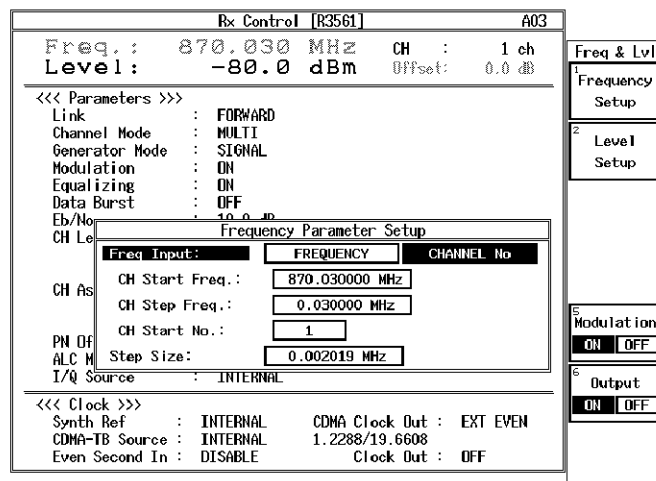 Rx Control [R3561] A03
Freq.: 870.030 MHz CH : 1 ch
Level: -80.0 dBm Offset: 0.0 dB
<<< Parameters >>>
Link : FORWARD
Channel Mode : MULTI
Generator Mode : SIGNAL
Modulation : ON
Equalizing : ON
Data Burst : OFF
Eb/No : 10.0 dB
CH Le
CH As
PN Of
ALC M
I/Q Source : INTERNAL
Frequency Parameter Setup
Freq Input: FREQUENCY CHANNEL No
CH Start Freq.: 870.030000 MHz
CH Step Freq.: 0.030000 MHz
CH Start No.: 1
Step Size: 0.002019 MHz
<<< Clock >>>
Synth Ref : INTERNAL CDMA Clock Out : EXT EVEN
CDMA-TB Source : INTERNAL 1.2288/19.6608
Even Second In : DISABLE Clock Out : OFF
Freq & Lvl
1
Frequency
Setup
2
Level
Setup
5
Modulation
ON OFF
6
Output
ON OFF